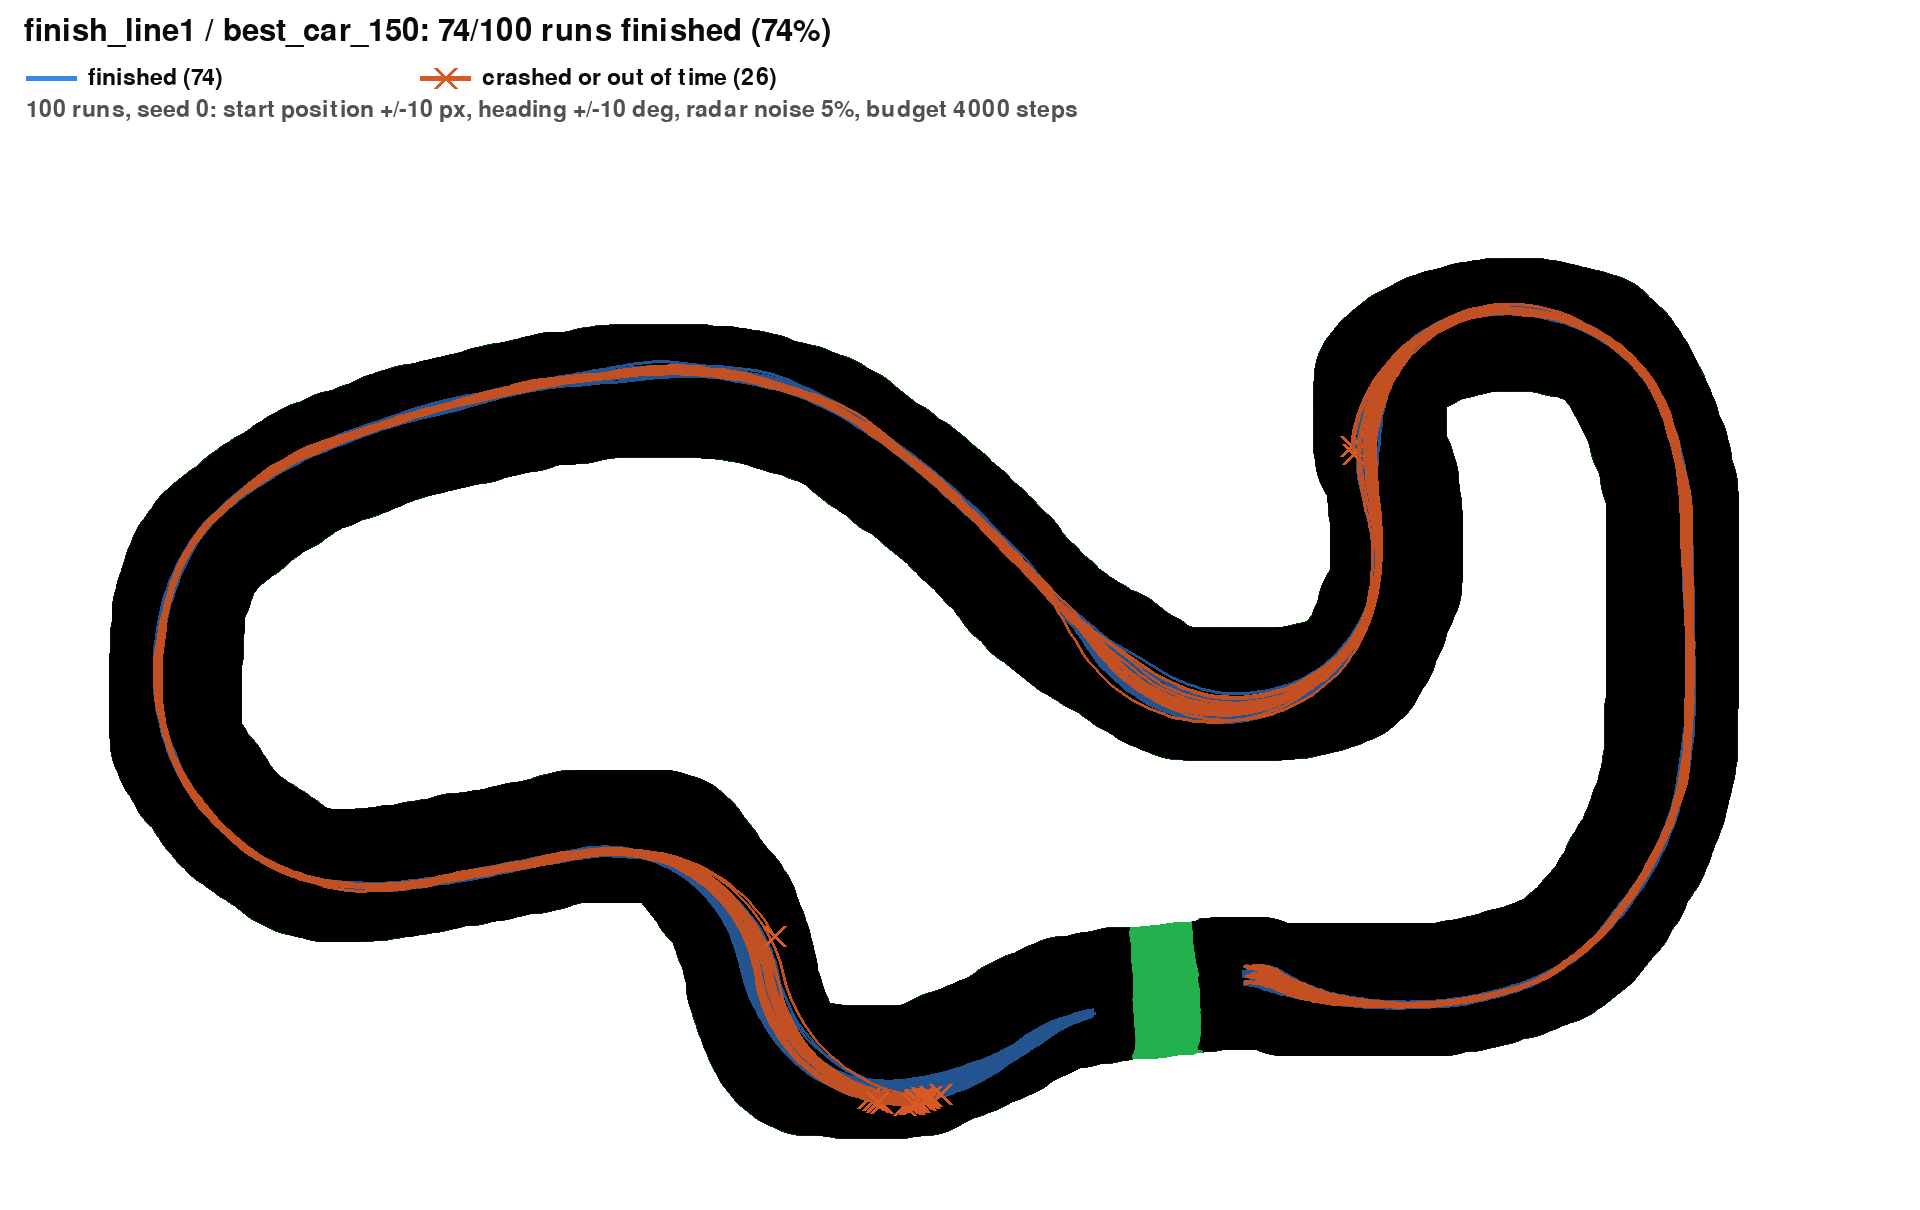 finish_line1 / best_car_150: 74/100 runs finished (74%)
finished (74)
crashed or out of time (26)
100 runs, seed 0: start position +/-10 px, heading +/-10 deg, radar noise 5%, budget 4000 steps